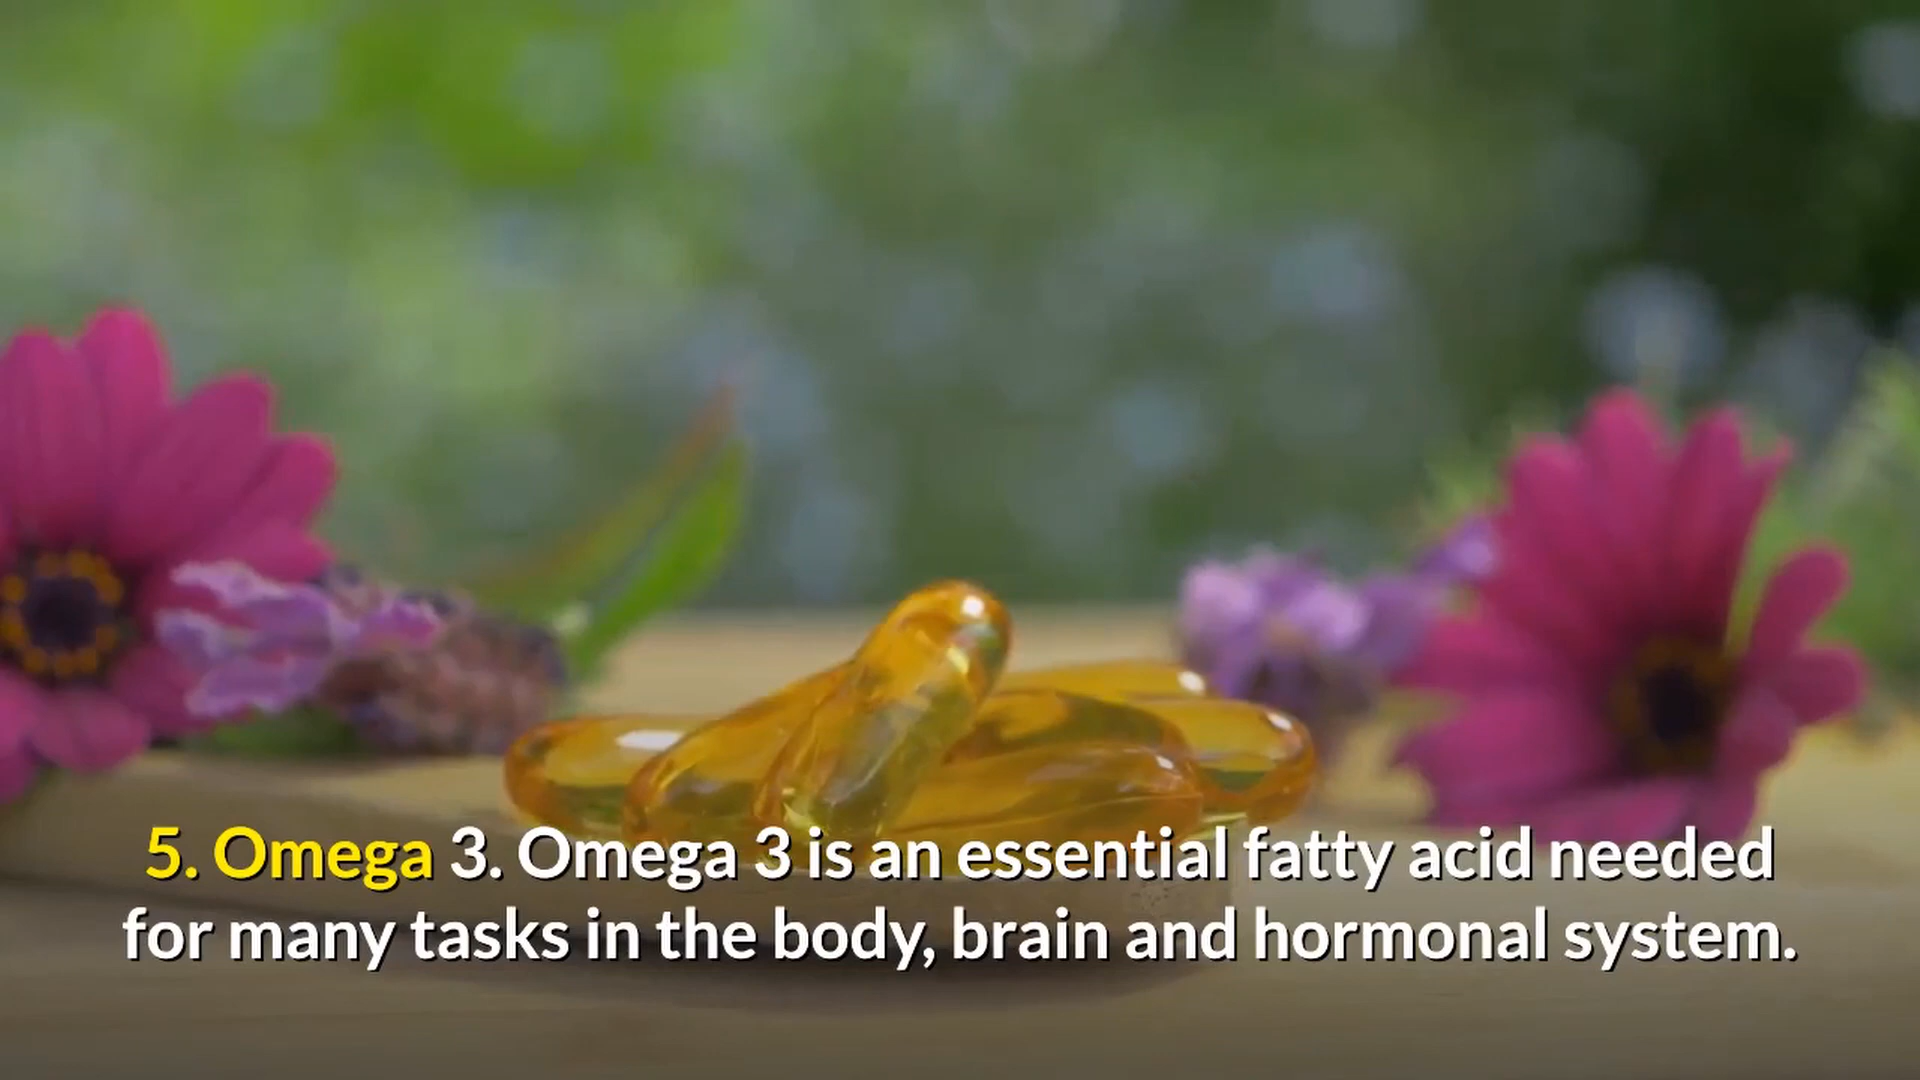 5. Omega 3. Omega 3 is an essential fatty acid needed
for many tasks in the body, brain and hormonal system.